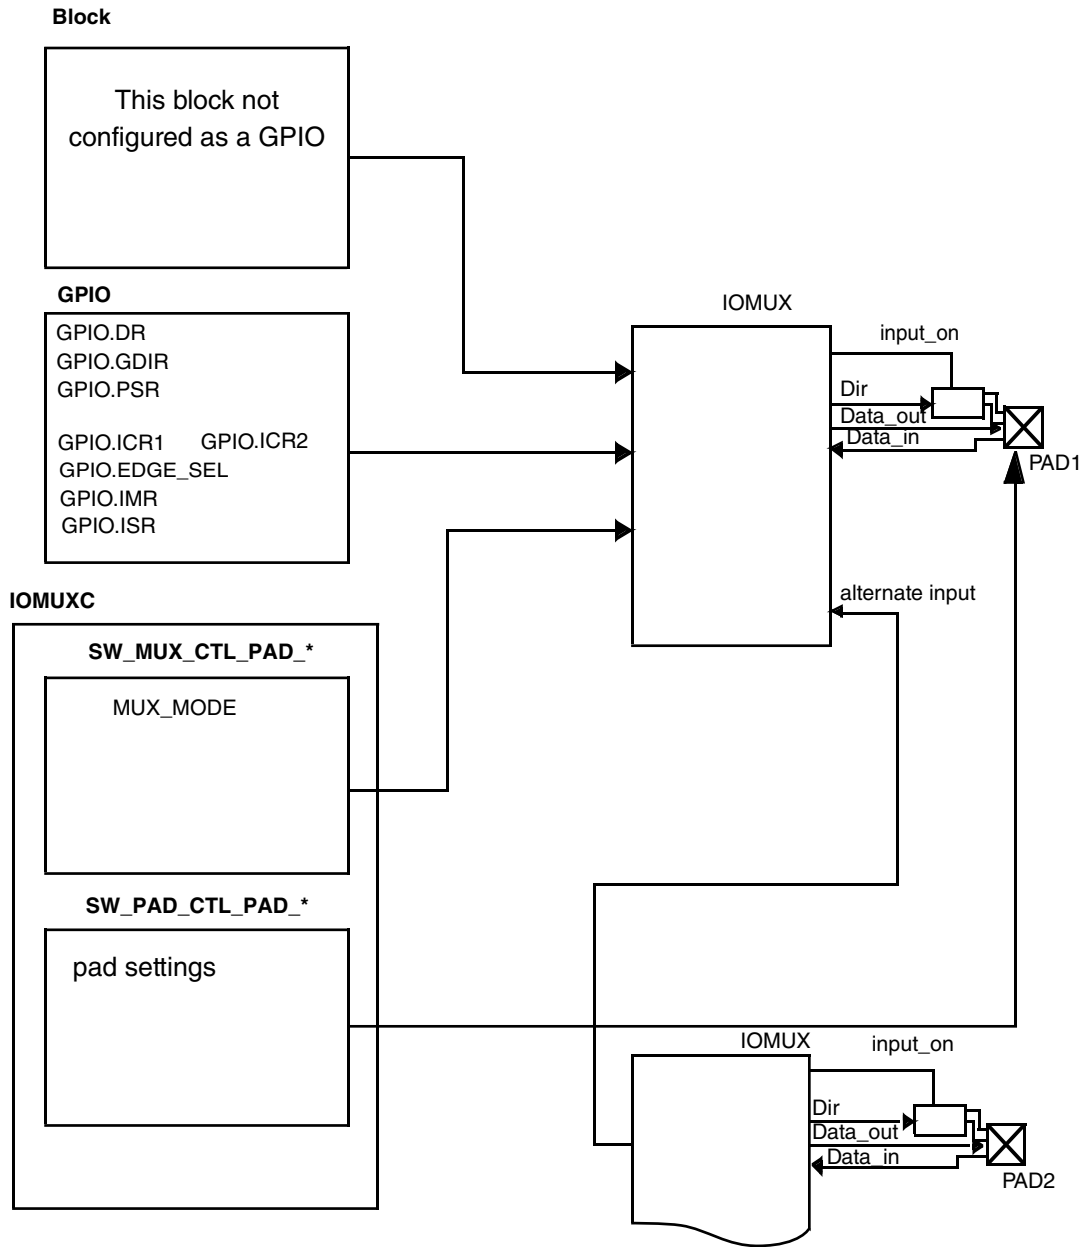 Block
This block not
configured as a GPIO
GPIO
GPIO.DR
GPIO.GDIR
GPIO.PSR
GPIO.ICR1 GPIO.ICR2
GPIO.EDGE_SEL
GPIO.IMR
GPIO.ISR
IOMUX
input_on
Dir
Data_out
Data_in
PAD1
alternate input
IOMUXC
SW_MUX_CTL_PAD_*
MUX_MODE
SW_PAD_CTL_PAD_*
pad settings
IOMUX
input_on
Dir
Data_out
Data_in
PAD2